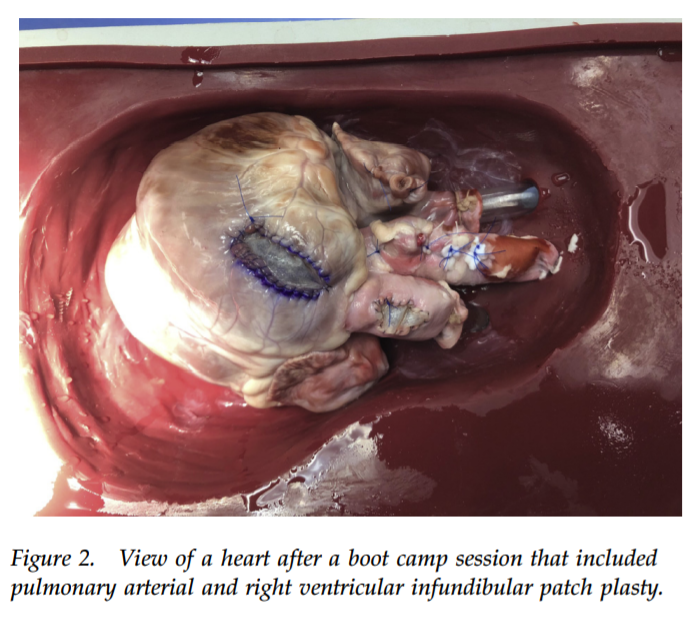 Figure 2. View of a heart after a boot camp session that included
pulmonary arterial and right ventricular infundibular patch plasty.